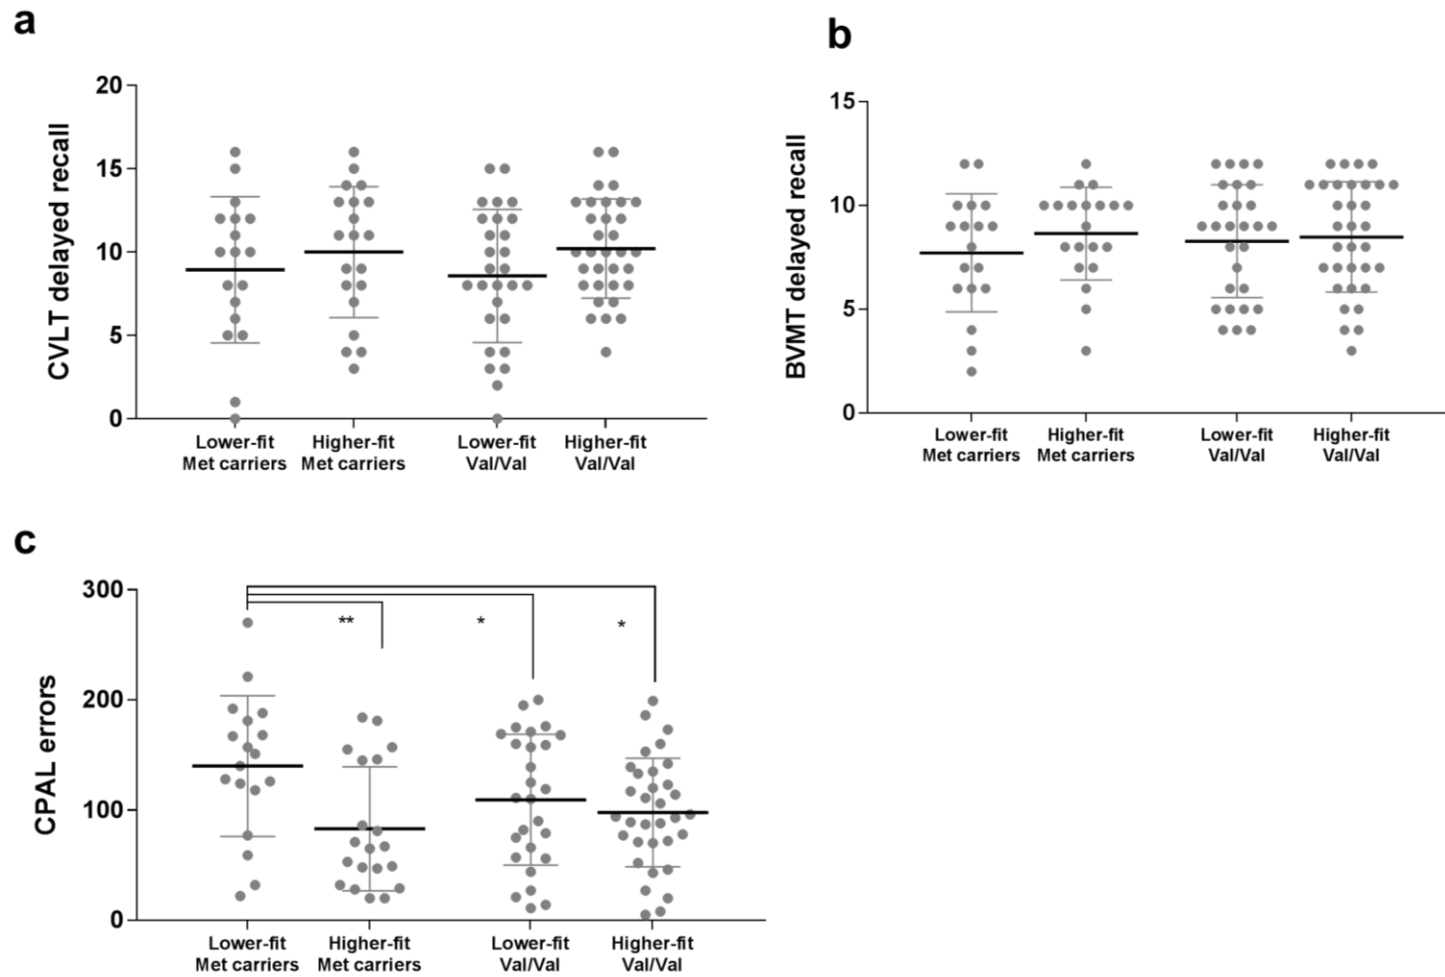 a
20
15
10
5
0
CVLT delayed recall
Lower-fit
Met carriers
Higher-fit
Met carriers
Lower-fit
Val/Val
Higher-fit
Val/Val
b
15
10
5
0
BVMT delayed recall
Lower-fit
Met carriers
Higher-fit
Met carriers
Lower-fit
Val/Val
Higher-fit
Val/Val
c
300
200
100
0
CPAL errors
**
*
*
Lower-fit
Met carriers
Higher-fit
Met carriers
Lower-fit
Val/Val
Higher-fit
Val/Val